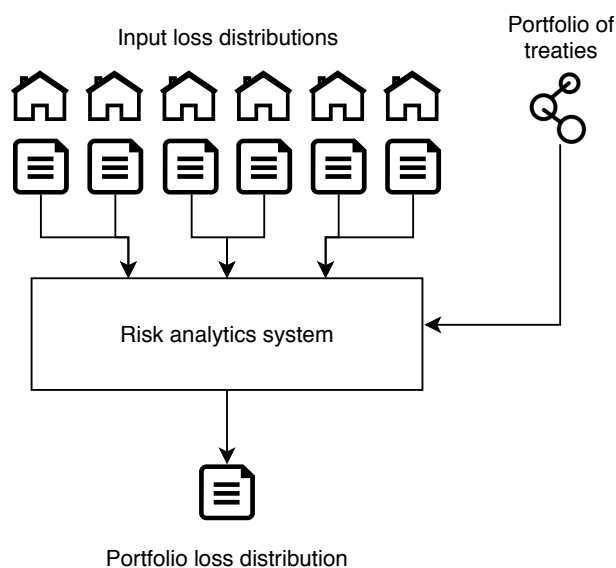 Input loss distributions
Portfolio of
treaties
Risk analytics system
Portfolio loss distribution